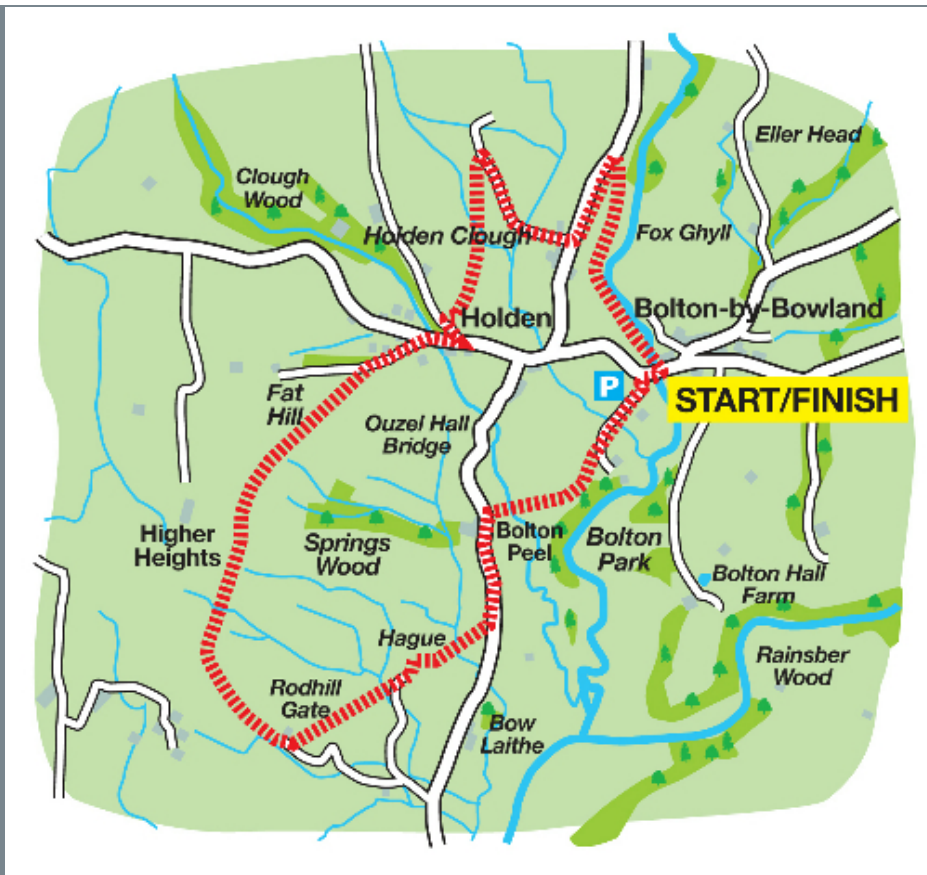 Eller Head
Clough
Wood
Holden Clough
Fox Ghyll
Bolton-by-Bowland
Holden
P
START/FINISH
Fat
Hill
Ouzel Hall
Bridge
Higher
Heights
Springs
Wood
Bolton
Peel
Bolton
Park
Bolton Hall
Farm
Hague
Rainsber
Wood
Rodhill
Gate
Bow
Laithe